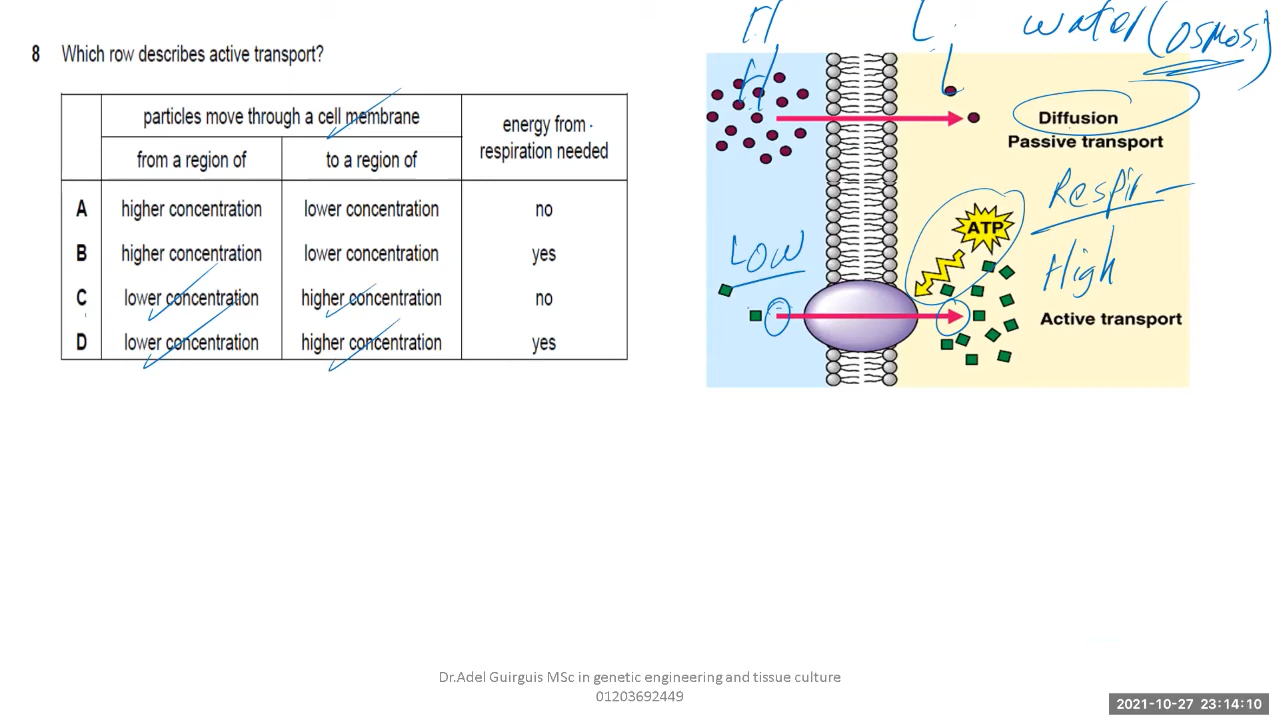 8 Which row describes active transport?
particles move through a cell membrane
energy from respiration needed
from a region of
to a region of
A higher concentration lower concentration no
B higher concentration lower concentration yes
C lower concentration higher concentration no
D lower concentration higher concentration yes
H L water (osmosi)
H
Diffusion
Passive transport
Respir
ATP
Low
High
Active transport
Dr.Adel Guirguis MSc in genetic engineering and tissue culture
01203692449
2021-10-27 23:14:10